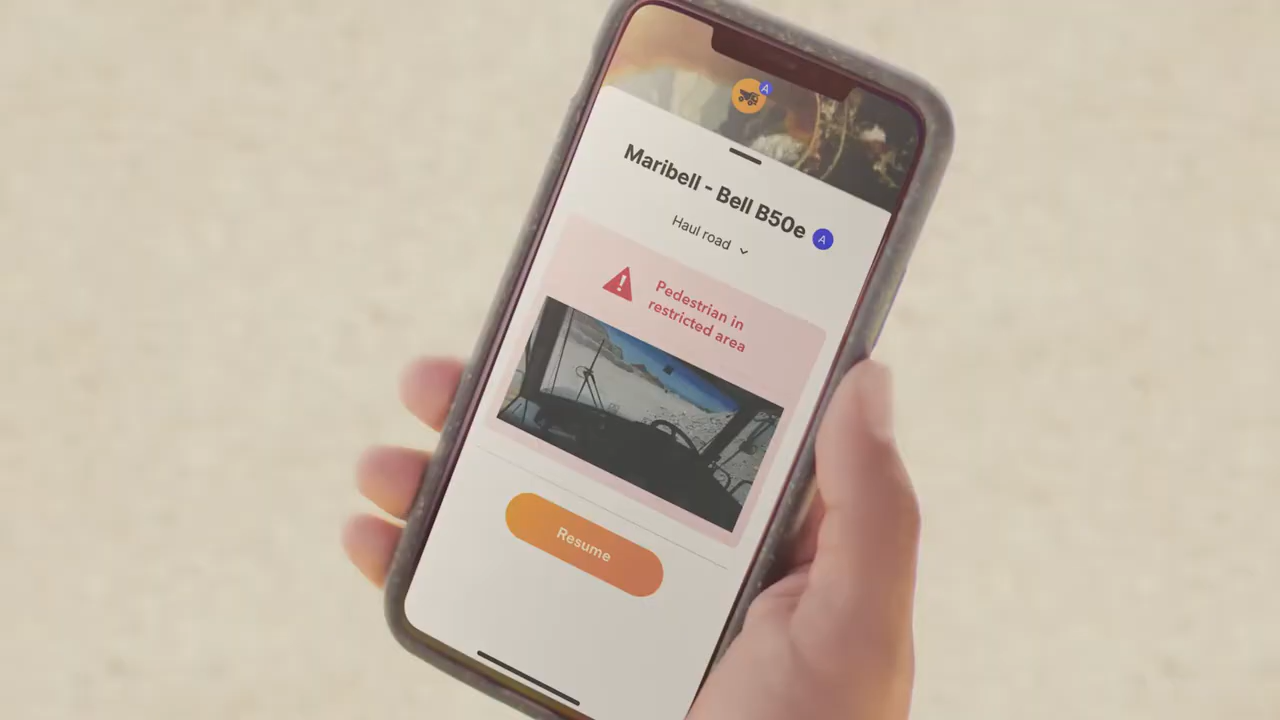 A
Maribell - Bell B50e A
Haul road
Pedestrian in
restricted area
Resume